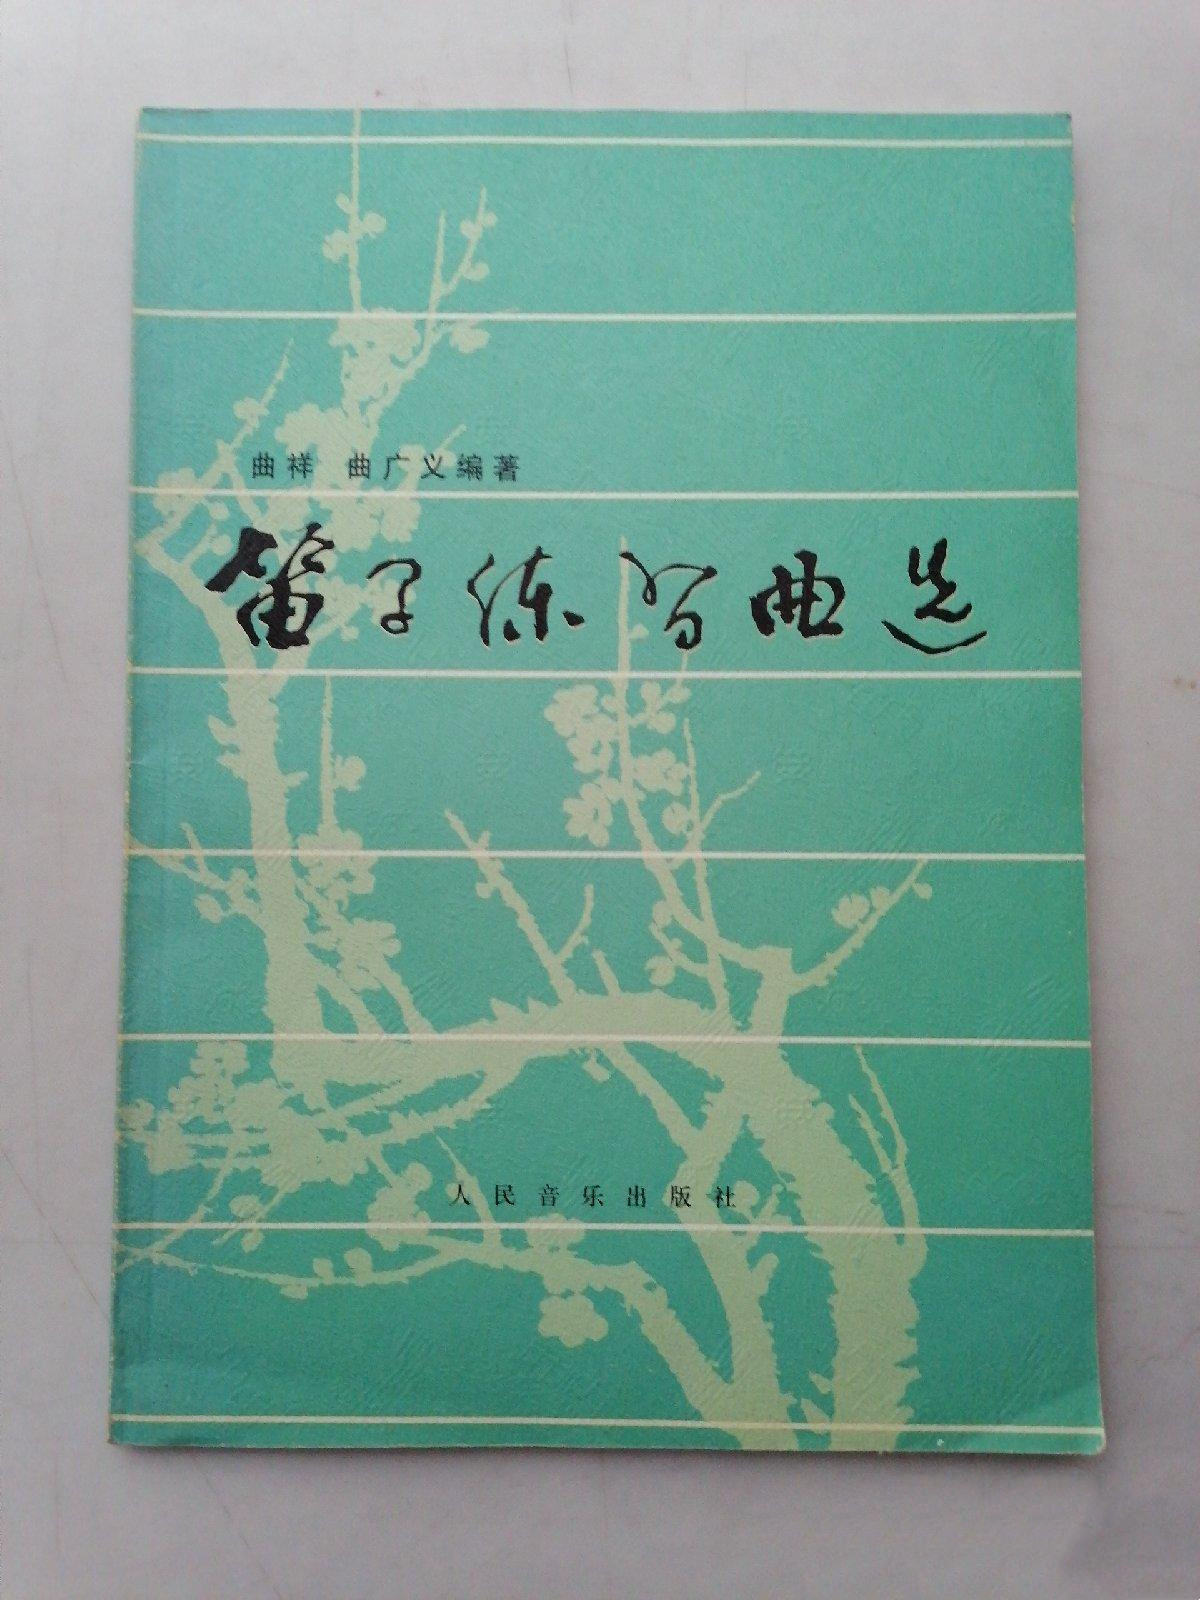 曲祥 曲广义编著
笛子练习曲选
人民音乐出版社